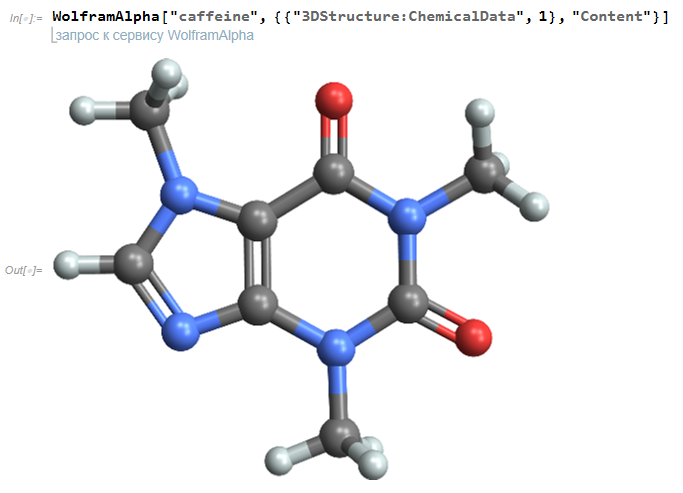 In[◦]:= WolframAlpha["caffeine", {{"3DStructure:ChemicalData", 1}, "Content"}]
запрос к сервису WolframAlpha
Out[◦]=